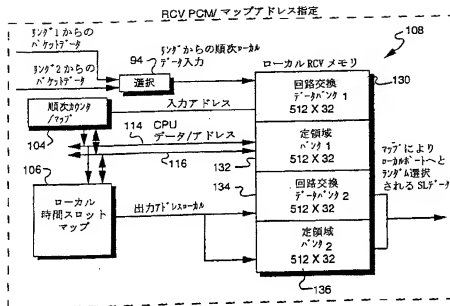 RCV PCM/マップアドレス指定
リング1からの
パケットデータ
リング2からの
パケットデータ
94
選択
リングからの順次ローカル
データ入力
108
ローカル RCV メモリ
130
順次カウンタ
/マップ
104
入力アドレス
114
CPU
データ/アドレス
116
106
ローカル
時間スロット
マップ
出力アドレスローカル
回路交換
データバンク 1
512 X 32
定領域
バンク 1
512 X 32
132
134
回路交換
データバンク 2
512 X 32
定領域
バンク 2
512 X 32
136
マップにより
ローカルポートへと
ランダム選択
される SLデータ